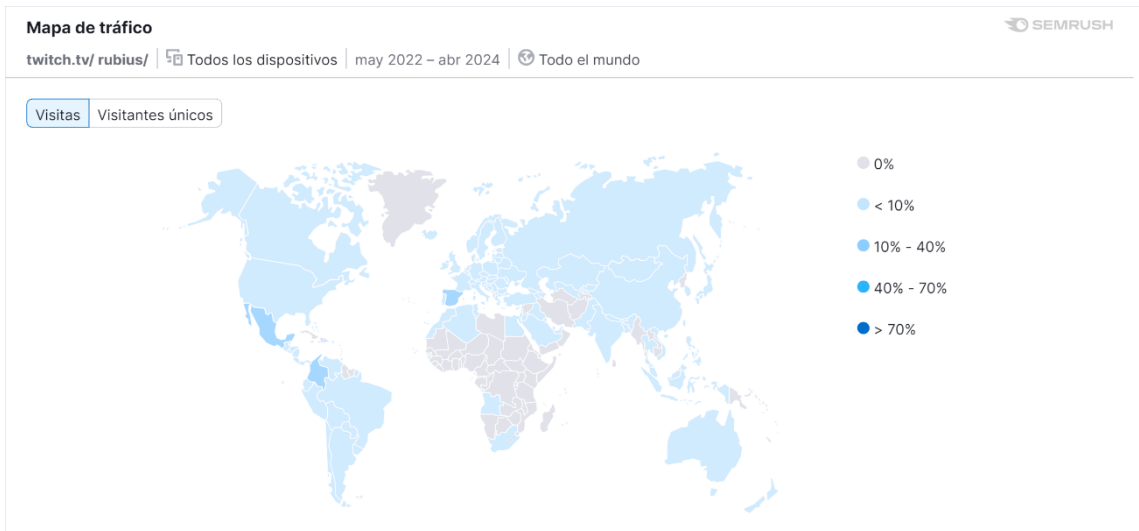 Mapa de tráfico
SEMRUSH
twitch.tv/ rubius/ Todos los dispositivos may 2022 – abr 2024 Todo el mundo
Visitas Visitantes únicos
0%
< 10%
10% - 40%
40% - 70%
> 70%